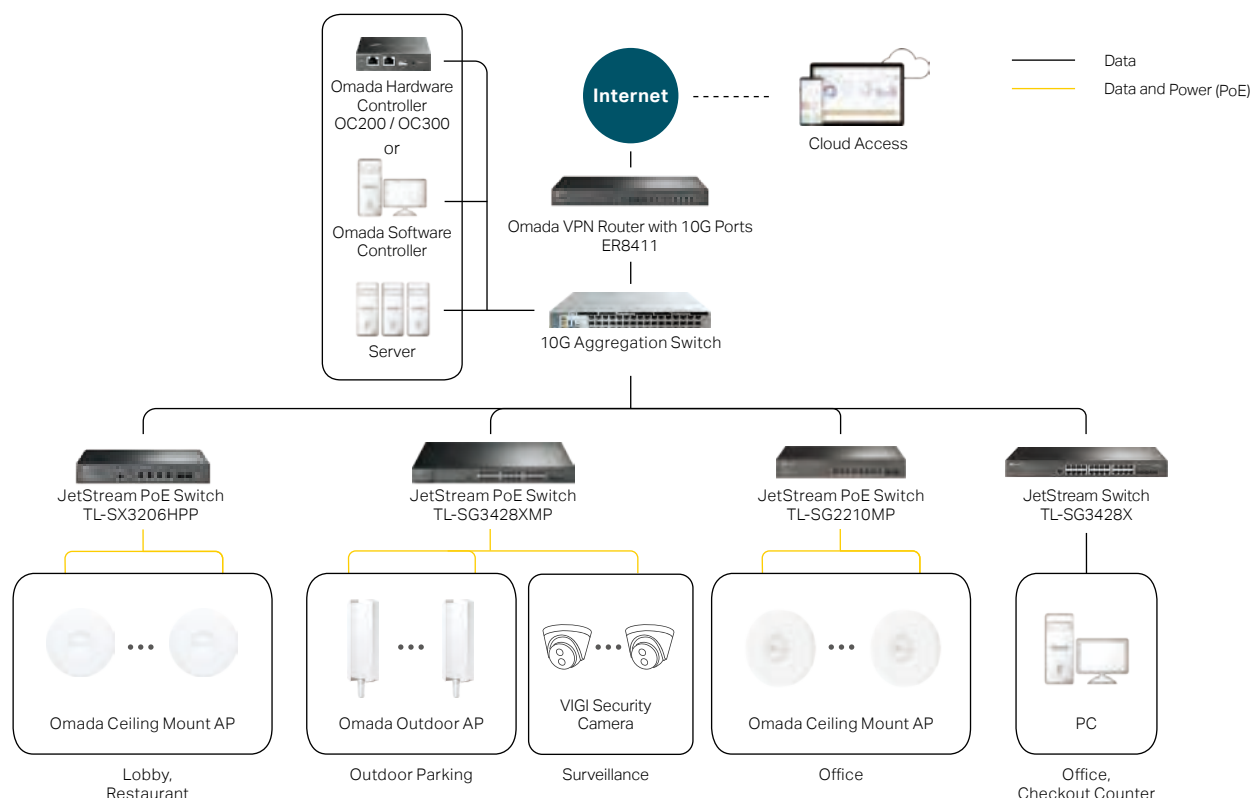 Omada Hardware
Controller
OC200 / OC300
or
Omada Software
Controller
Server
Internet
Cloud Access
Data
Data and Power (PoE)
Omada VPN Router with 10G Ports
ER8411
10G Aggregation Switch
JetStream PoE Switch
TL-SX3206HPP
JetStream PoE Switch
TL-SG3428XMP
JetStream PoE Switch
TL-SG2210MP
JetStream Switch
TL-SG3428X
Omada Ceiling Mount AP
Omada Outdoor AP
VIGI Security
Camera
Omada Ceiling Mount AP
PC
Lobby,
Restaurant
Outdoor Parking
Surveillance
Office
Office,
Checkout Counter